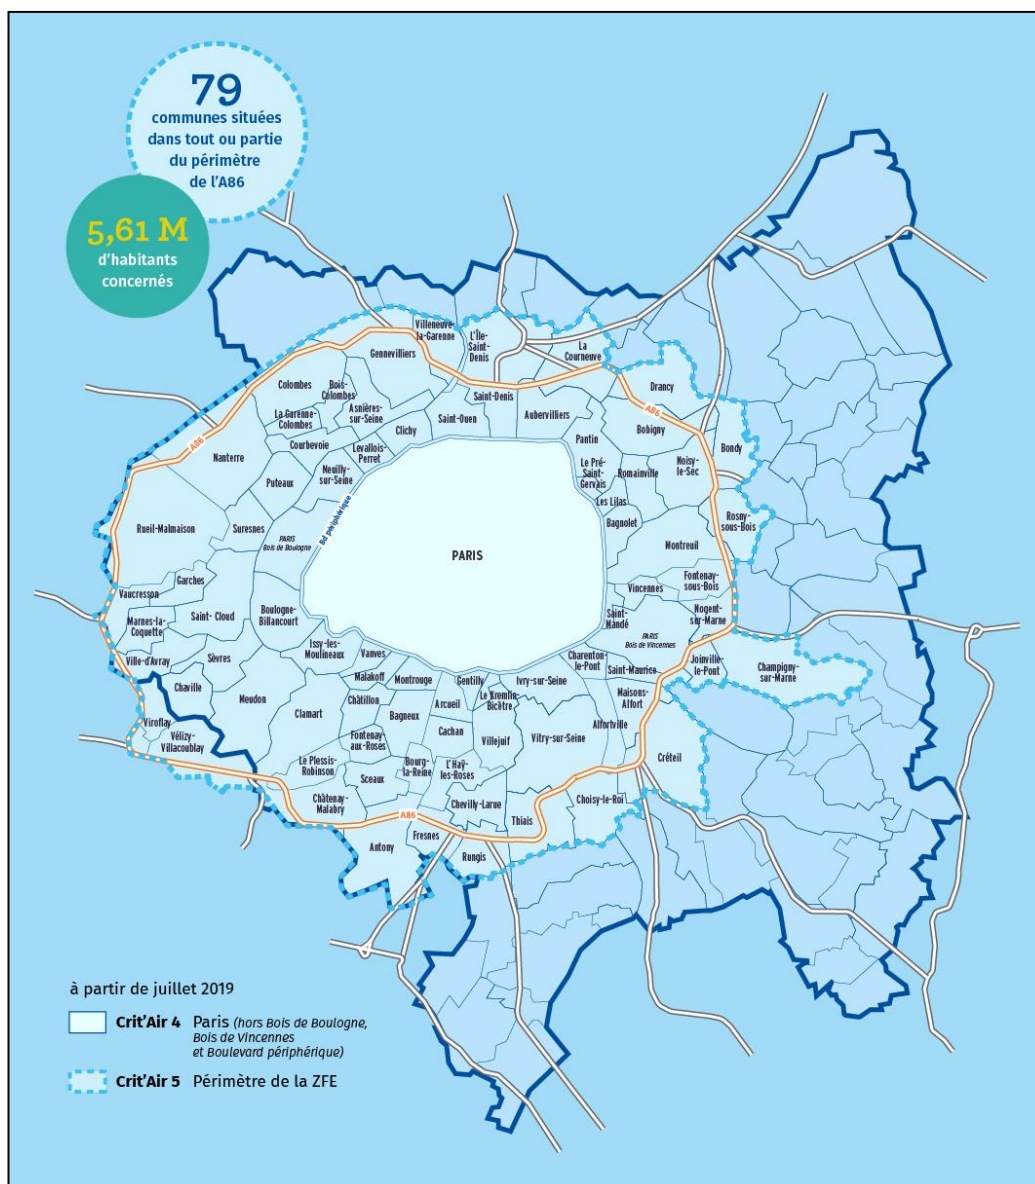 79
communes situées
dans tout ou partie
du périmètre
de l'A86
5,61 M
d'habitants
concernés
Villeneuve-
la-Garenne
L'Île-
Saint-
Denis
La
Courneuve
Gennevilliers
Colombes
Bois-
Colombes
Saint-Denis
Drancy
A86
La Garenne-
Colombes
Asnières-
sur-Seine
Saint-Ouen
Aubervilliers
Bobigny
A86
Courbevoie
Levallois-
Perret
Clichy
Pantin
Bondy
Nanterre
Neuilly-
sur-Seine
Le Pré-
Saint-
Gervais
Romainville
Noisy-
le-Sec
Puteaux
Les Lilas
Rosny-
sous-Bois
Rueil-Malmaison
Suresnes
Bd périphérique
Bagnolet
PARIS
Bois de Boulogne
PARIS
Montreuil
Garches
Vaucresson
Vincennes
Fontenay-
sous-Bois
Marnes-la-
Coquette
Saint- Cloud
Boulogne-
Billancourt
Saint-
Mandé
Nogent-
sur-Marne
PARIS
Bois de Vincennes
Ville-d'Avray
Sèvres
Issy-les-
Moulineaux
Vanves
Charenton-
le-Pont
Saint-Maurice
Joinville-
le-Pont
Champigny-
sur-Marne
Chaville
Meudon
Malakoff
Montrouge
Gentilly
Ivry-sur-Seine
Le Kremlin-
Bicêtre
Maisons-
Alfort
Clamart
Châtillon
Bagneux
Arcueil
Viroflay
Vélizy-
Villacoublay
Fontenay-
aux-Roses
Cachan
Villejuif
Vitry-sur-Seine
Alfortville
Le Plessis-
Robinson
Sceaux
Bourg-
la-Reine
L'Haÿ-
les-Roses
Créteil
Châtenay-
Malabry
A86
Chevilly-Larue
Thiais
Choisy-le-Roi
Antony
Fresnes
Rungis
à partir de juillet 2019
Crit'Air 4 Paris (hors Bois de Boulogne,
Bois de Vincennes
et Boulevard périphérique)
Crit'Air 5 Périmètre de la ZFE